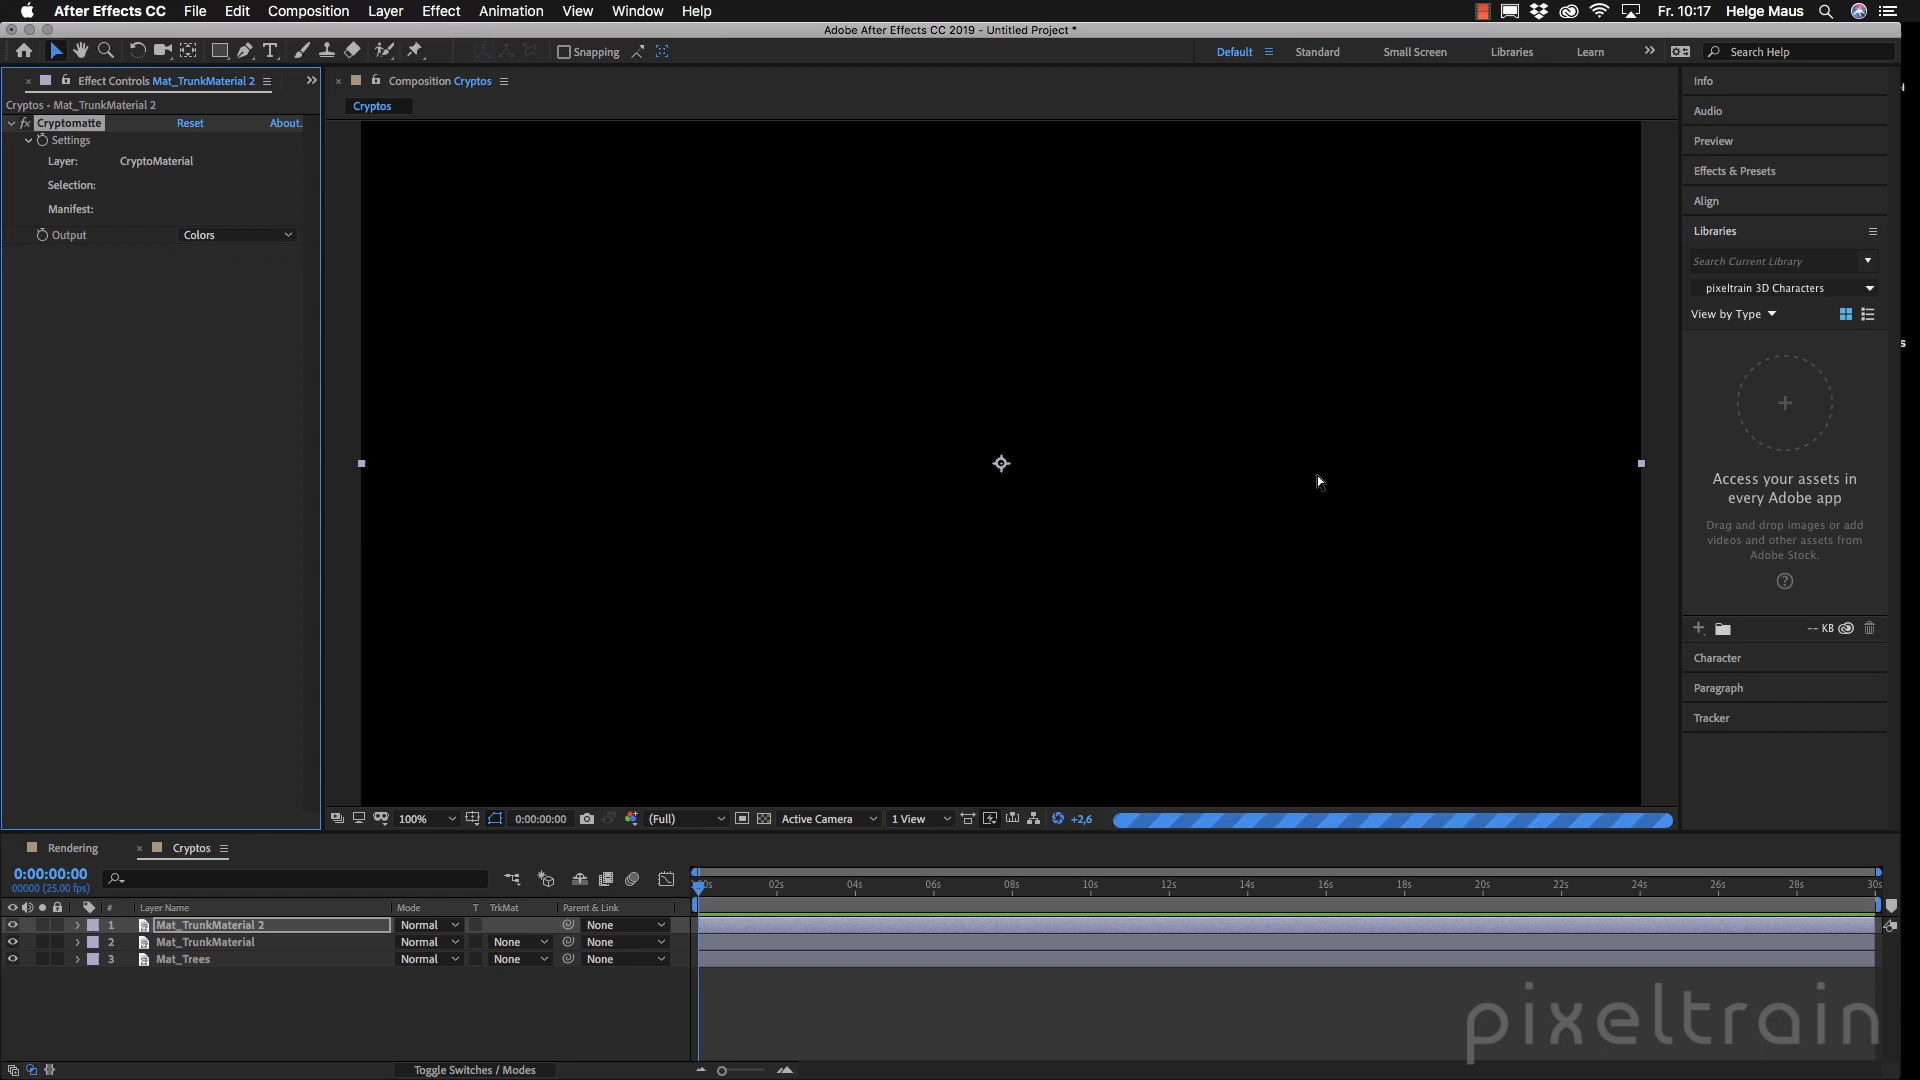 After Effects CC File Edit Composition Layer Effect Animation View Window Help Fr. 10:17 Helge Maus
Adobe After Effects CC 2019 - Untitled Project *
Snapping Default Standard Small Screen Libraries Learn Search Help
Effect Controls Mat_TrunkMaterial 2
Composition Cryptos
Info
Cryptos • Mat_TrunkMaterial 2
Cryptos
Audio
fx Cryptomatte Reset About.
Settings
Preview
Layer: CryptoMaterial
Effects & Presets
Selection:
Align
Manifest:
Libraries
Output Colors
Search Current Library
pixeltrain 3D Characters
View by Type
Access your assets in
every Adobe app
Drag and drop images or add
videos and other assets from
Adobe Stock.
-- KB
Character
Paragraph
Tracker
100% 0:00:00:00 (Full) Active Camera 1 View +2,6
Rendering Cryptos
0:00:00:00
00000 (25.00 fps)
02s 04s 06s 08s 10s 12s 14s 16s 18s 20s 22s 24s 26s 28s 30s
# Layer Name Mode T TrkMat Parent & Link
1 Mat_TrunkMaterial 2 Normal None
2 Mat_TrunkMaterial Normal None None
3 Mat_Trees Normal None None
pixeltrain
Toggle Switches / Modes